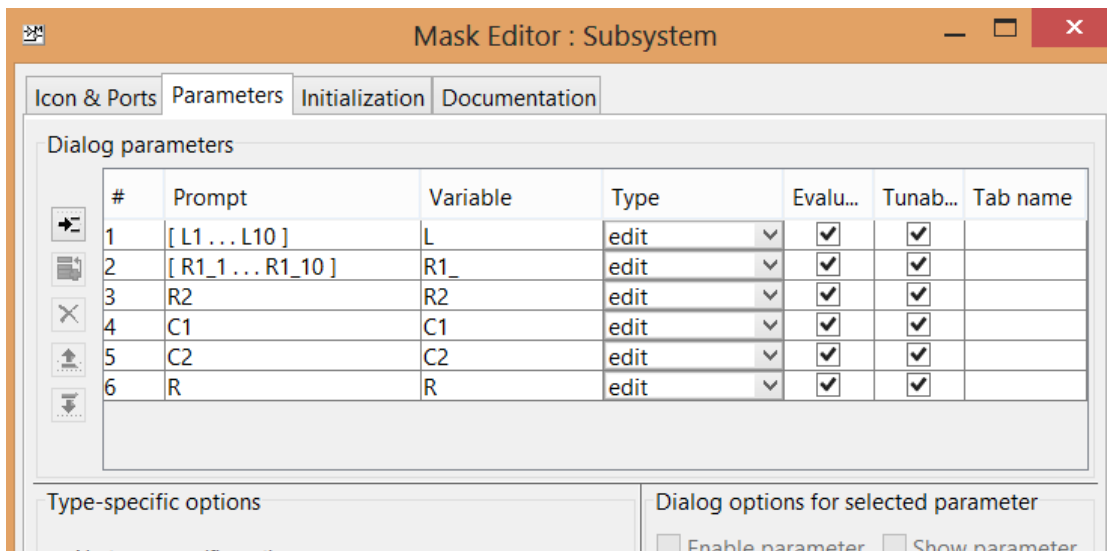 Mask Editor : Subsystem
Icon & Ports Parameters Initialization Documentation
Dialog parameters
# Prompt Variable Type Evalu... Tunab... Tab name
1 [ L1 . . . L10 ] L edit
2 [ R1_1 . . . R1_10 ] R1_ edit
3 R2 R2 edit
4 C1 C1 edit
5 C2 C2 edit
6 R R edit
Type-specific options Dialog options for selected parameter
Enable parameter Show parameter